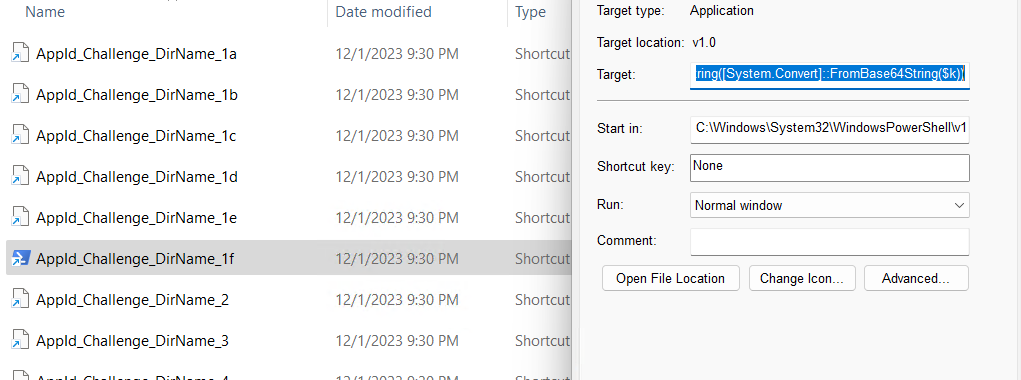 Name Date modified Type
AppId_Challenge_DirName_1a 12/1/2023 9:30 PM Shortcut
AppId_Challenge_DirName_1b 12/1/2023 9:30 PM Shortcut
AppId_Challenge_DirName_1c 12/1/2023 9:30 PM Shortcut
AppId_Challenge_DirName_1d 12/1/2023 9:30 PM Shortcut
AppId_Challenge_DirName_1e 12/1/2023 9:30 PM Shortcut
AppId_Challenge_DirName_1f 12/1/2023 9:30 PM Shortcut
AppId_Challenge_DirName_2 12/1/2023 9:30 PM Shortcut
AppId_Challenge_DirName_3 12/1/2023 9:30 PM Shortcut
Target type: Application
Target location: v1.0
Target: ring([System.Convert]::FromBase64String($k))
Start in: C:\Windows\System32\WindowsPowerShell\v1
Shortcut key: None
Run: Normal window
Comment:
Open File Location Change Icon... Advanced...